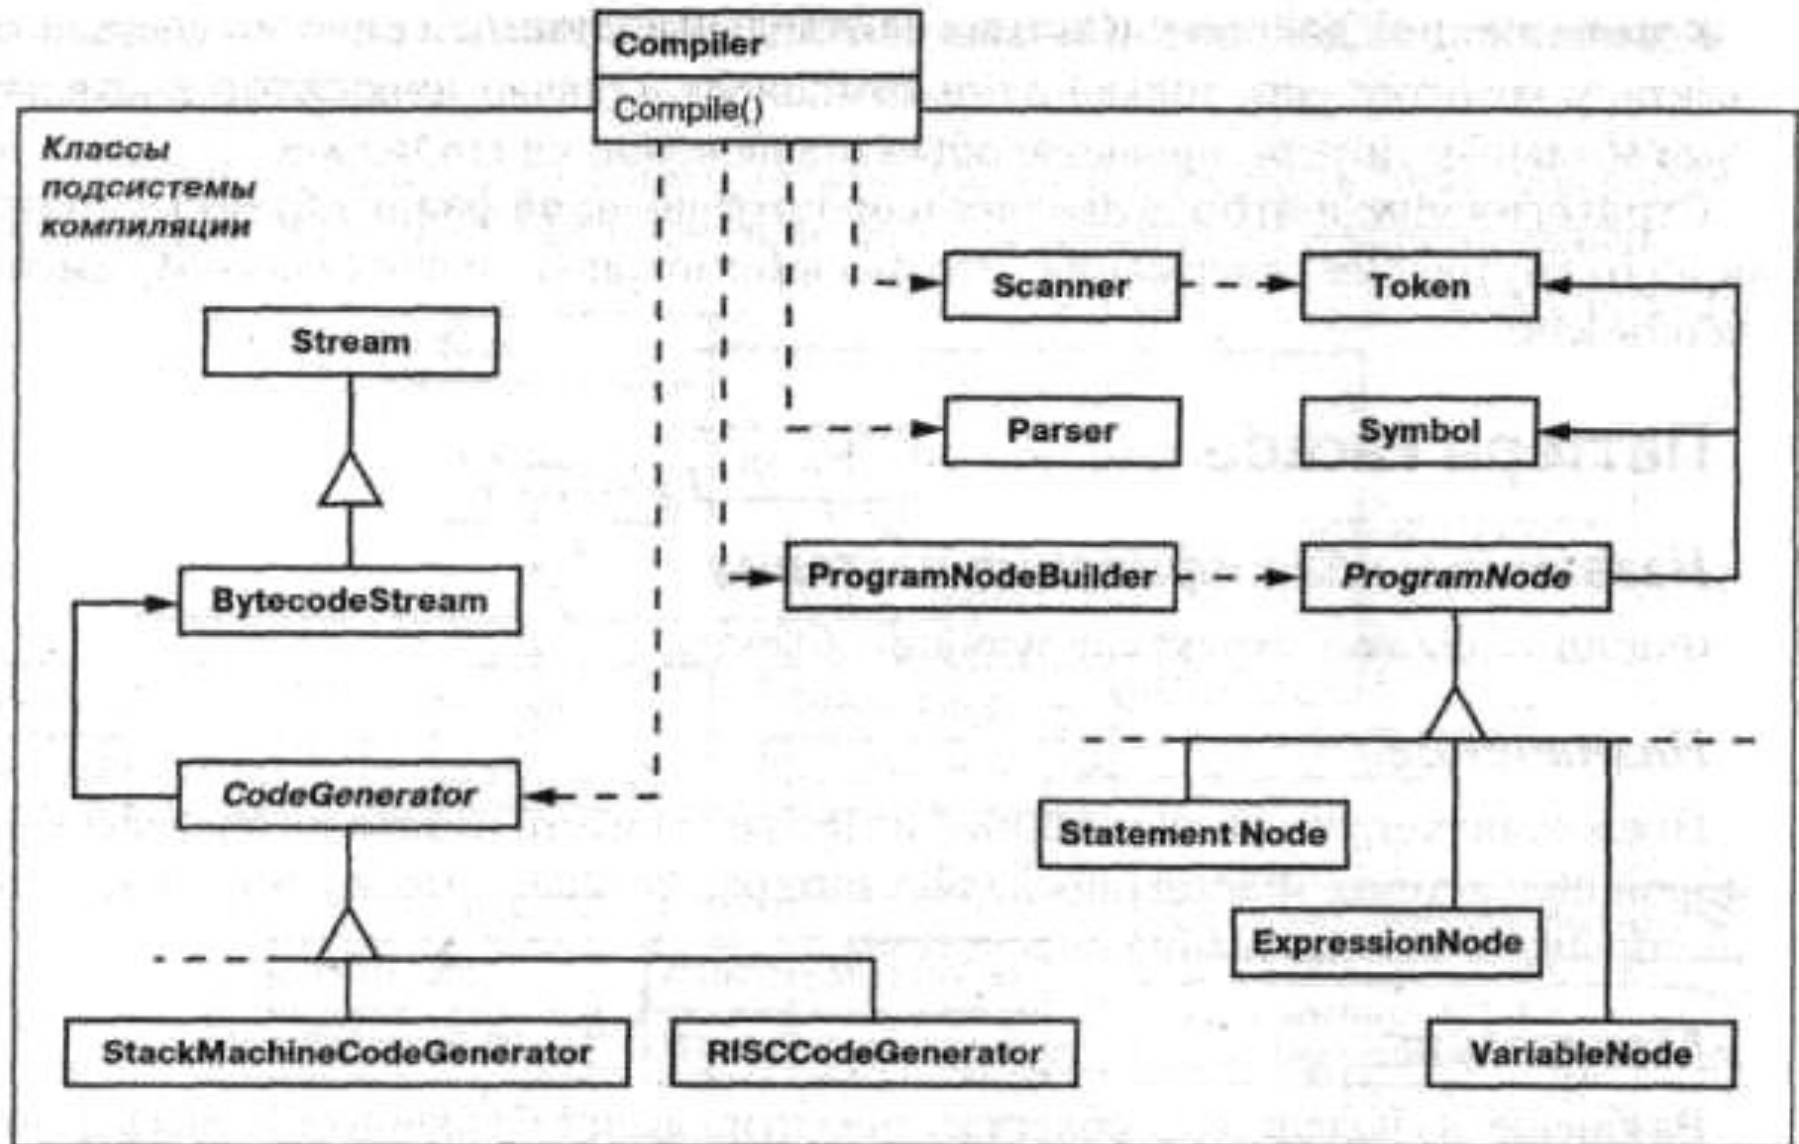 Compiler
Compile()
Классы
подсистемы
компиляции
Scanner
Token
Stream
Parser
Symbol
ProgramNodeBuilder
ProgramNode
BytecodeStream
CodeGenerator
Statement Node
ExpressionNode
StackMachineCodeGenerator
RISCCodeGenerator
VariableNode